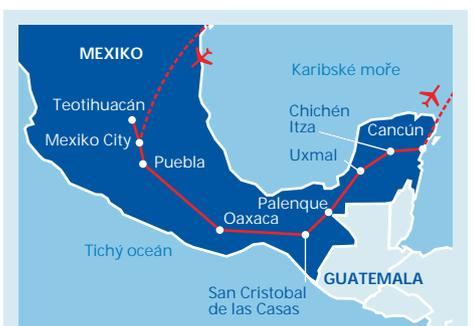 MEXIKO
Karibské moře
Teotihuacán
Chichén
Itza
Cancún
Mexiko City
Uxmal
Puebla
Palenque
Oaxaca
Tichý oceán
GUATEMALA
San Cristobal
de las Casas